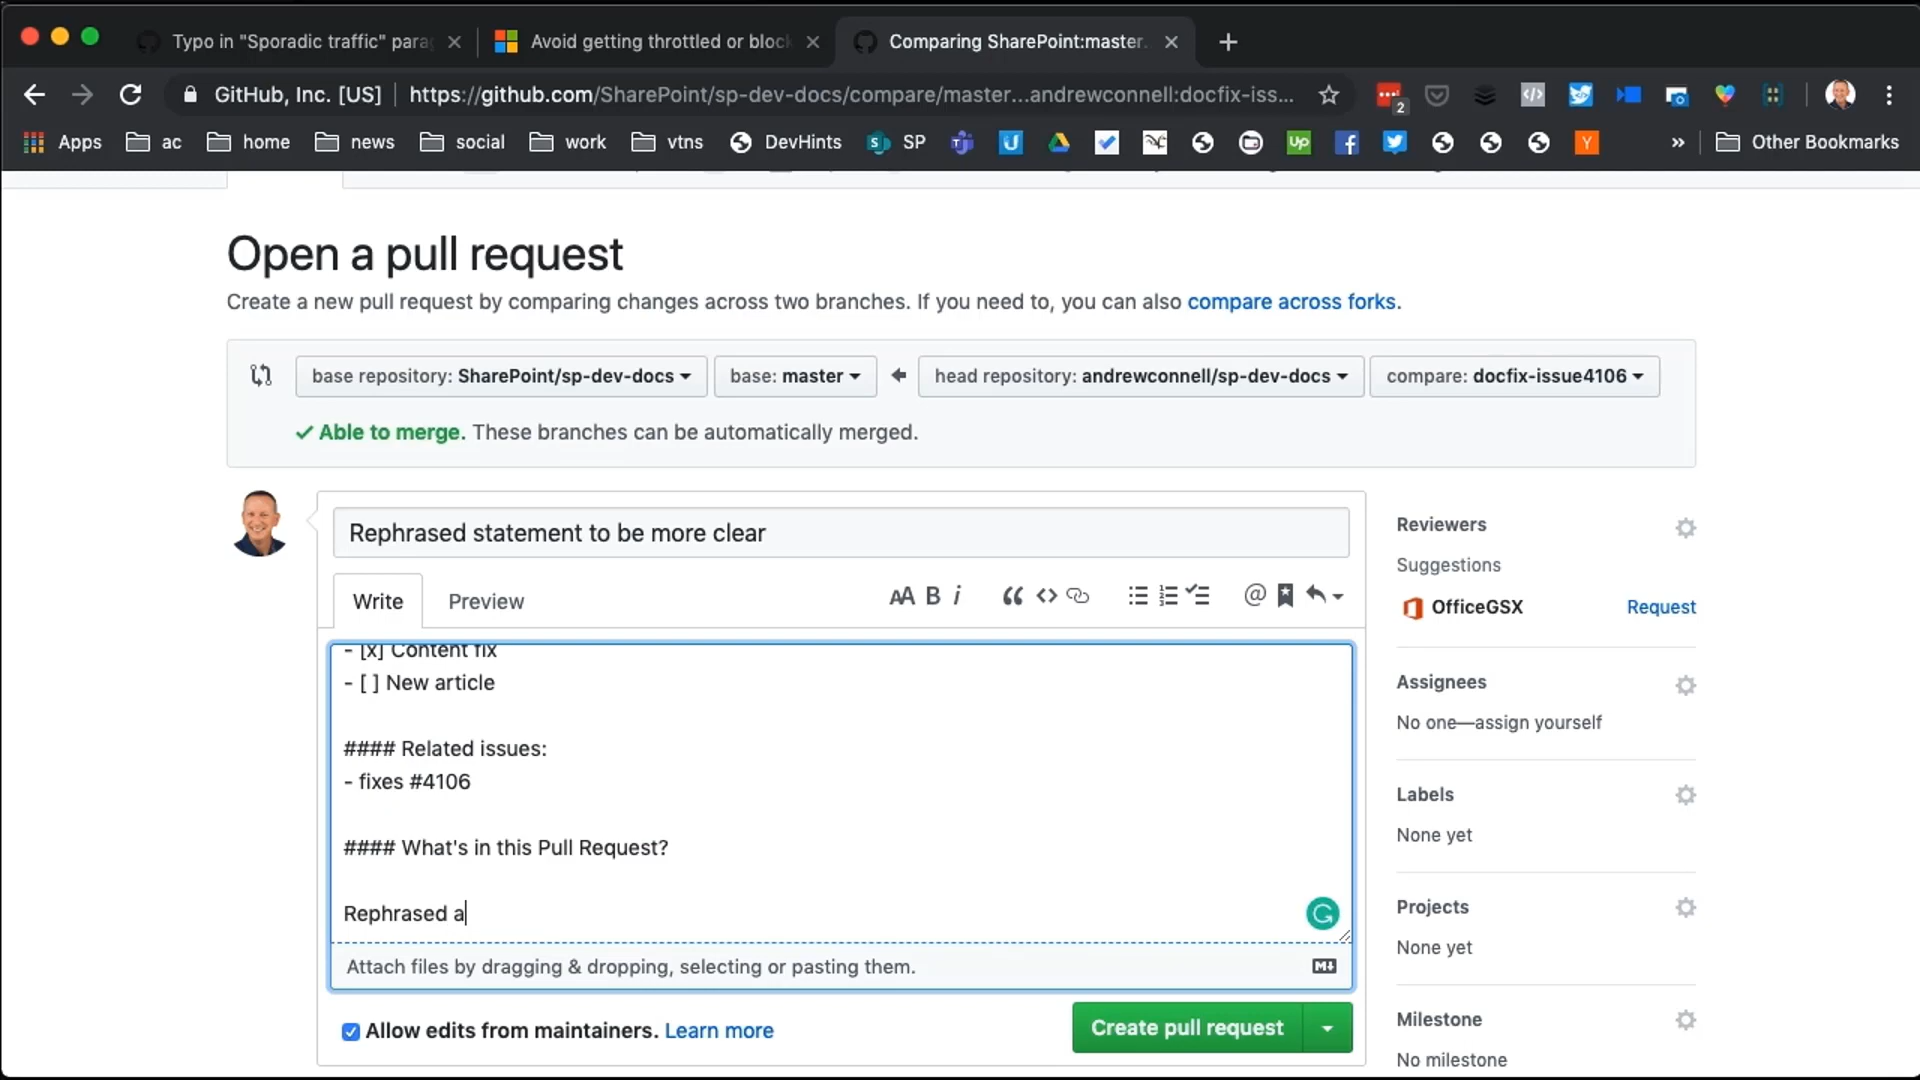 Typo in "Sporadic traffic" para
Avoid getting throttled or bloc
Comparing SharePoint:master.
GitHub, Inc. [US]
https://github.com/SharePoint/sp-dev-docs/compare/master...andrewconnell:docfix-iss...
2
Apps
ac
home
news
social
work
vtns
DevHints
SP
Up
Y
»
Other Bookmarks
Open a pull request
Create a new pull request by comparing changes across two branches. If you need to, you can also compare across forks.
base repository: SharePoint/sp-dev-docs
base: master
head repository: andrewconnell/sp-dev-docs
compare: docfix-issue4106
Able to merge. These branches can be automatically merged.
Rephrased statement to be more clear
Write
Preview
AA B i
- [x] Content fix
- [ ] New article
#### Related issues:
- fixes #4106
#### What's in this Pull Request?
Rephrased a
Attach files by dragging & dropping, selecting or pasting them.
Allow edits from maintainers. Learn more
Create pull request
Reviewers
Suggestions
OfficeGSX
Request
Assignees
No one—assign yourself
Labels
None yet
Projects
None yet
Milestone
No milestone